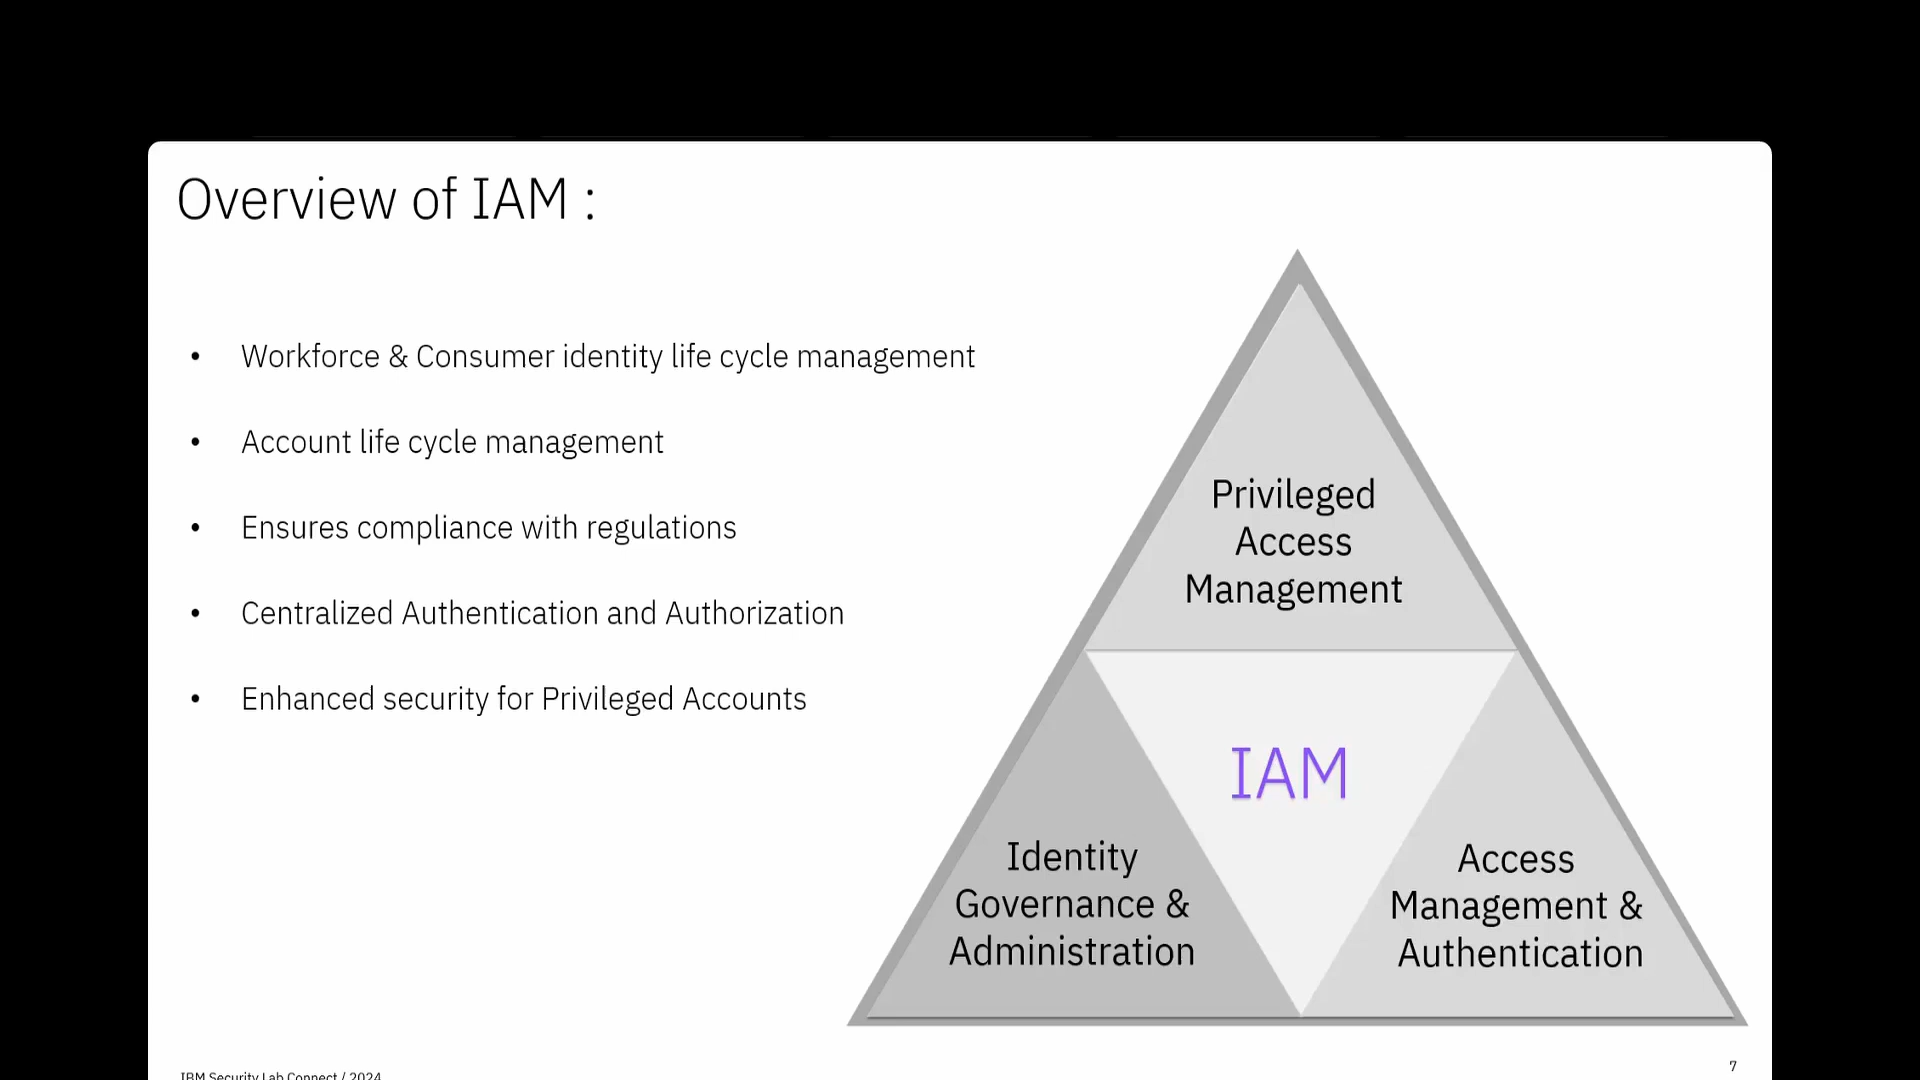 Overview of IAM :
• Workforce & Consumer identity life cycle management
• Account life cycle management
• Ensures compliance with regulations
• Centralized Authentication and Authorization
• Enhanced security for Privileged Accounts
Privileged
Access
Management
IAM
Identity
Governance &
Administration
Access
Management &
Authentication
IBM Security Lab Connect / 2024
7